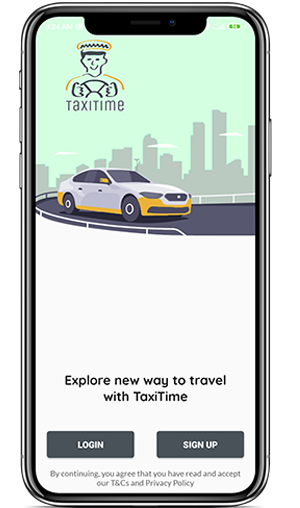 TAXITIME
Explore new way to travel
with TaxiTime
LOGIN
SIGN UP
By continuing, you agree that you have read and accept
our T&Cs and Privacy Policy